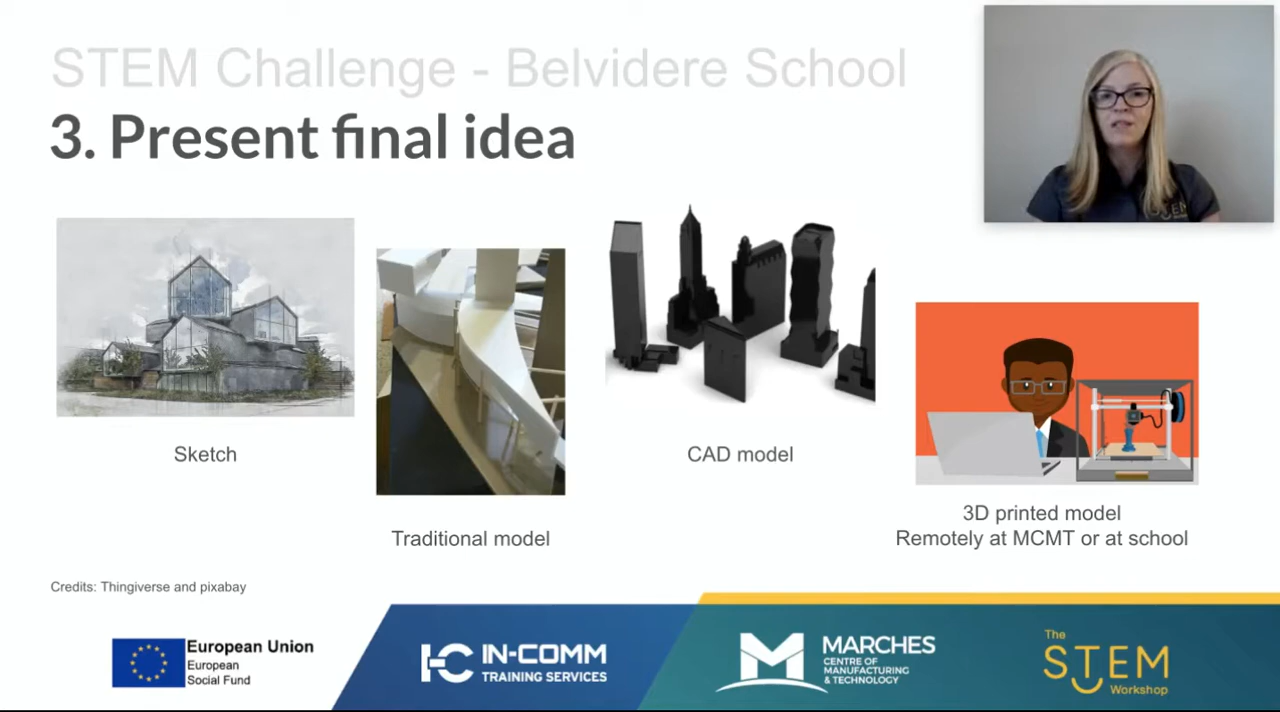 STEM Challenge - Belvidere School
3. Present final idea
Sketch
Traditional model
CAD model
3D printed model
Remotely at MCMT or at school
Credits: Thingiverse and pixabay
European Union
European
Social Fund
IN-COMM
TRAINING SERVICES
MARCHES
CENTRE OF
MANUFACTURING
& TECHNOLOGY
The
STEM
Workshop